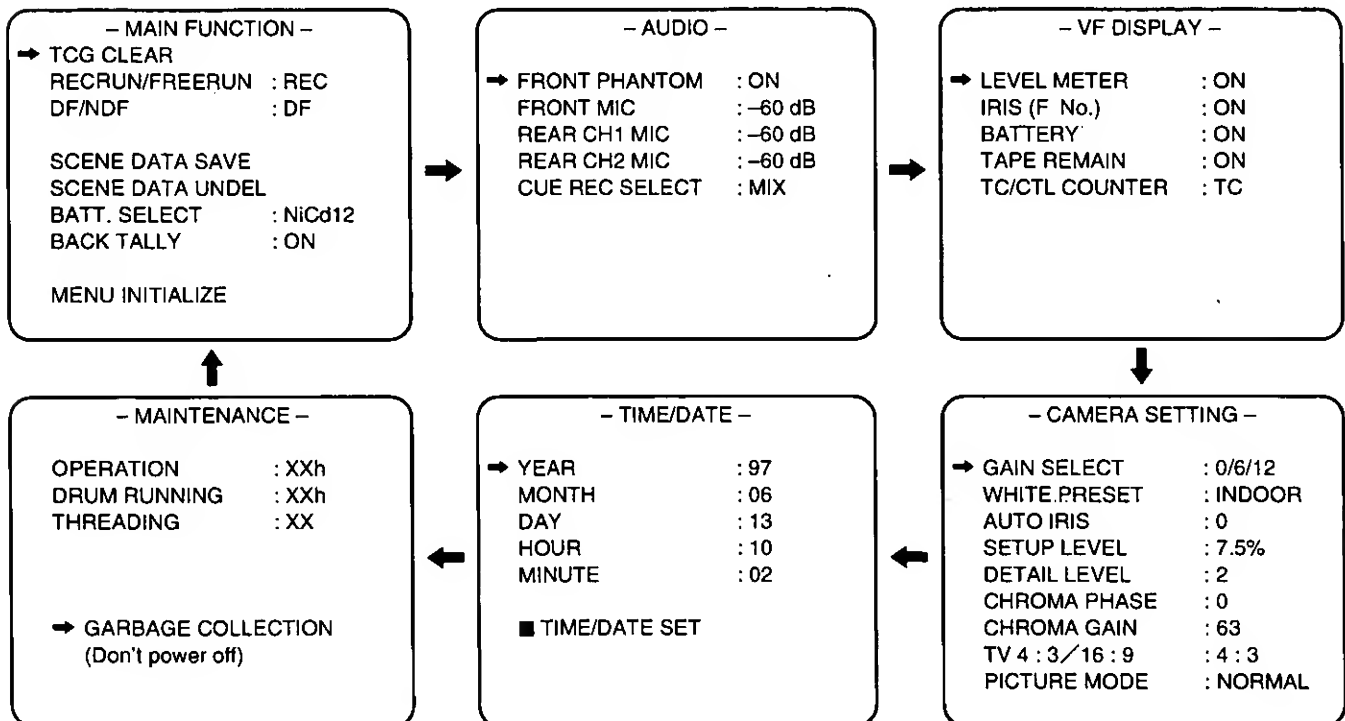 – MAIN FUNCTION –
➡ TCG CLEAR
RECRUN/FREERUN : REC
DF/NDF : DF
SCENE DATA SAVE
SCENE DATA UNDEL
BATT. SELECT : NiCd12
BACK TALLY : ON
MENU INITIALIZE
– AUDIO –
➡ FRONT PHANTOM : ON
FRONT MIC : –60 dB
REAR CH1 MIC : –60 dB
REAR CH2 MIC : –60 dB
CUE REC SELECT : MIX
– VF DISPLAY –
➡ LEVEL METER : ON
IRIS (F No.) : ON
BATTERY : ON
TAPE REMAIN : ON
TC/CTL COUNTER : TC
– MAINTENANCE –
OPERATION : XXh
DRUM RUNNING : XXh
THREADING : XX
➡ GARBAGE COLLECTION
(Don't power off)
– TIME/DATE –
➡ YEAR : 97
MONTH : 06
DAY : 13
HOUR : 10
MINUTE : 02
■ TIME/DATE SET
– CAMERA SETTING –
➡ GAIN SELECT : 0/6/12
WHITE.PRESET : INDOOR
AUTO IRIS : 0
SETUP LEVEL : 7.5%
DETAIL LEVEL : 2
CHROMA PHASE : 0
CHROMA GAIN : 63
TV 4 : 3/16 : 9 : 4 : 3
PICTURE MODE : NORMAL